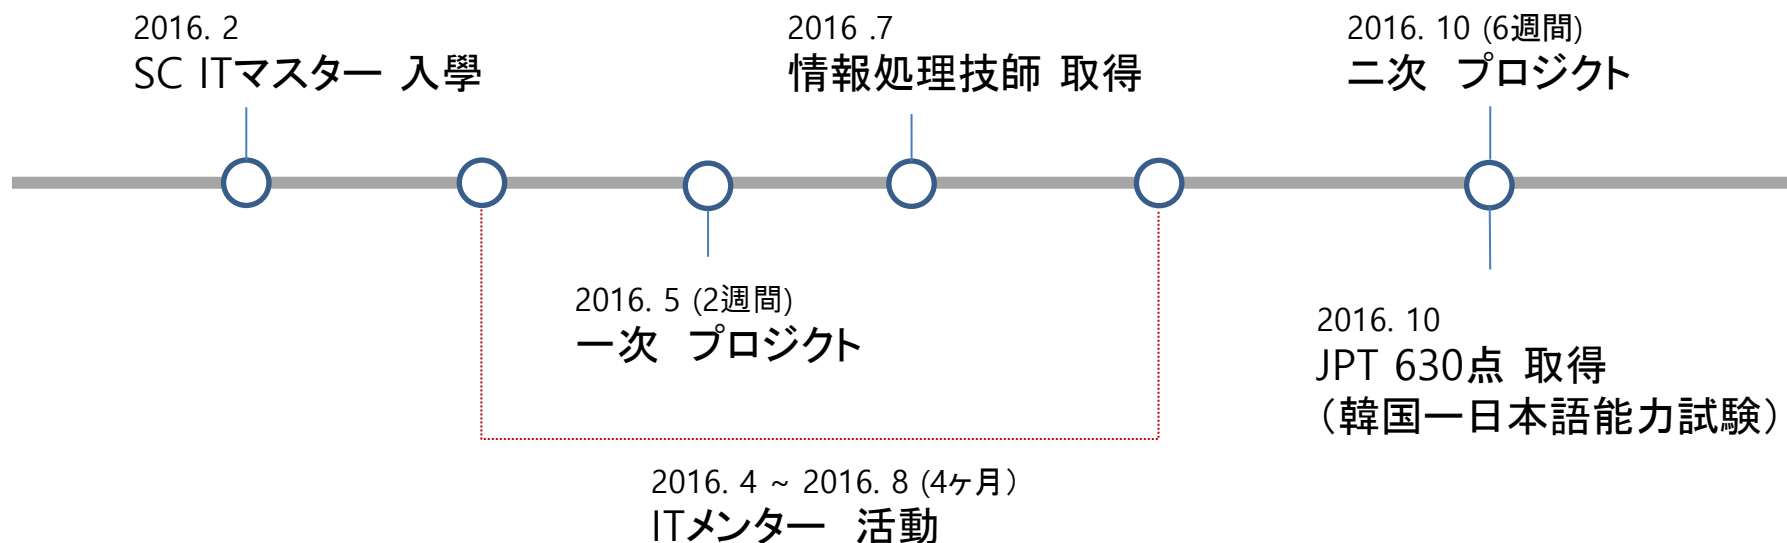 2016. 2
SC ITマスター 入學
2016 .7
情報処理技師 取得
2016. 10 (6週間)
二次　プロジクト
2016. 5 (2週間)
一次　プロジクト
2016. 10
JPT 630点 取得
（韓国ー日本語能力試験）
2016. 4 ~ 2016. 8 (4ヶ月）
ITメンター　活動